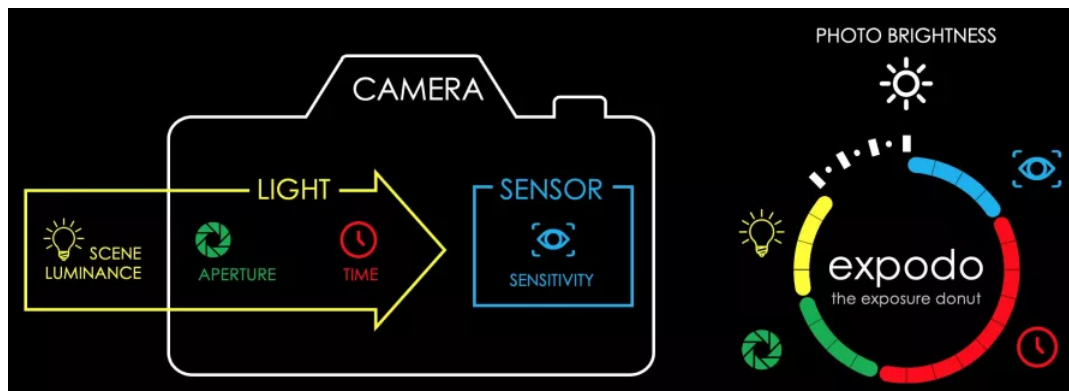 CAMERA
LIGHT
SCENE
LUMINANCE
APERTURE
TIME
SENSOR
SENSITIVITY
PHOTO BRIGHTNESS
expodo
the exposure donut